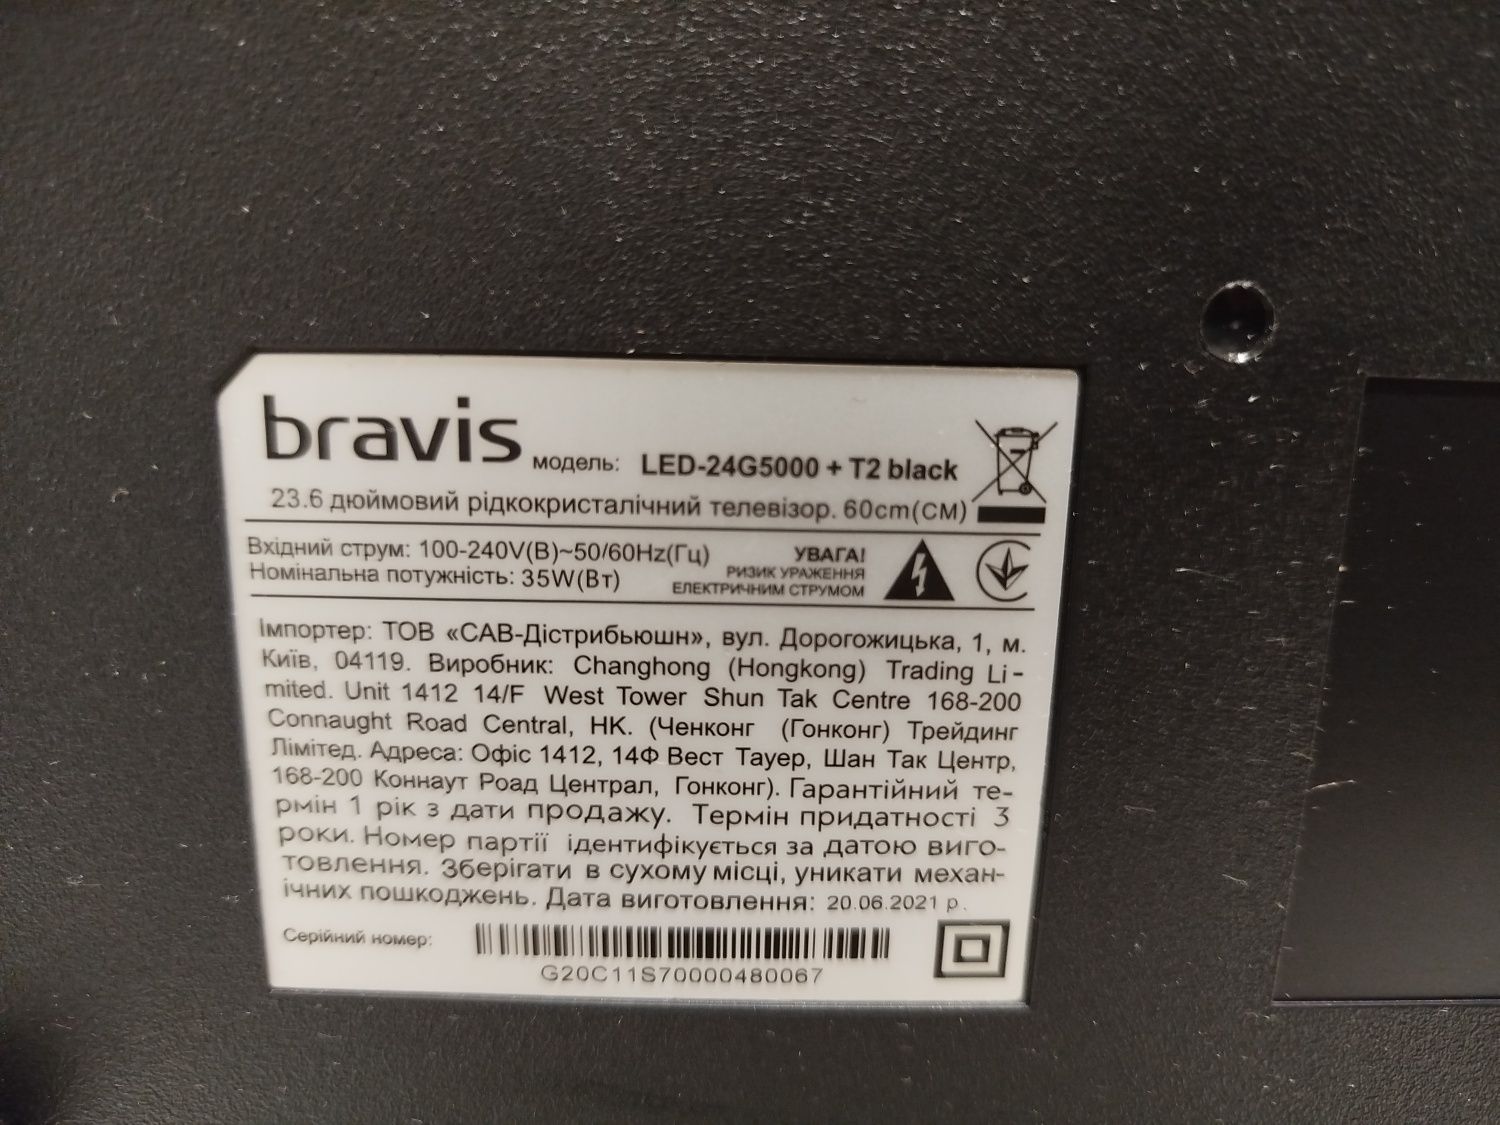 bravis модель: LED-24G5000 + T2 black
23.6 дюймовий рідкокристалічний телевізор. 60cm(СМ)
Вхідний струм: 100-240V(В)~50/60Hz(Гц)
Номінальна потужність: 35W(Вт)
УВАГА!
РИЗИК УРАЖЕННЯ
ЕЛЕКТРИЧНИМ СТРУМОМ
Імпортер: ТОВ «САВ-Дістрибьюшн», вул. Дорогожицька, 1, м.
Київ, 04119. Виробник: Changhong (Hongkong) Trading Li-
mited. Unit 1412 14/F West Tower Shun Tak Centre 168-200
Connaught Road Central, HK. (Ченконг (Гонконг) Трейдинг
Лімітед. Адреса: Офіс 1412, 14Ф Вест Тауер, Шан Так Центр,
168-200 Коннаут Роад Централ, Гонконг). Гарантійний те-
рмін 1 рік з дати продажу. Термін придатності 3
роки. Номер партії ідентифікується за датою виго-
товлення. Зберігати в сухому місці, уникати механ-
ічних пошкоджень. Дата виготовлення: 20.06.2021 р.
Серійний номер:
G20C11S70000480067